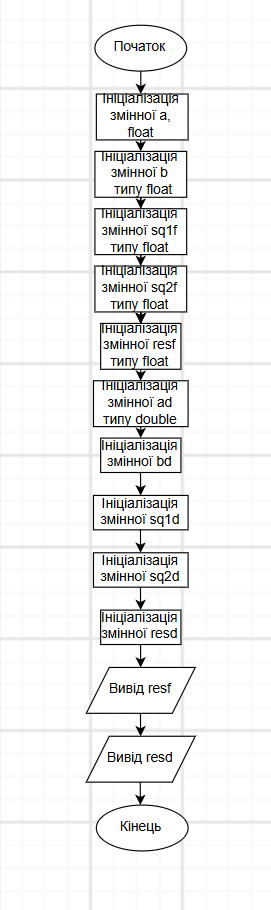 Початок
Ініціалізація
змінної a,
float
Ініціалізація
змінної b
типу float
Ініціалізація
змінної sq1f
типу float
Ініціалізація
змінної sq2f
типу float
Ініціалізація
змінної resf
типу float
Ініціалізація
змінної ad
типу double
Ініціалізація
змінної bd
Ініціалізація
змінної sq1d
Ініціалізація
змінної sq2d
Ініціалізація
змінної resd
Вивід resf
Вивід resd
Кінець